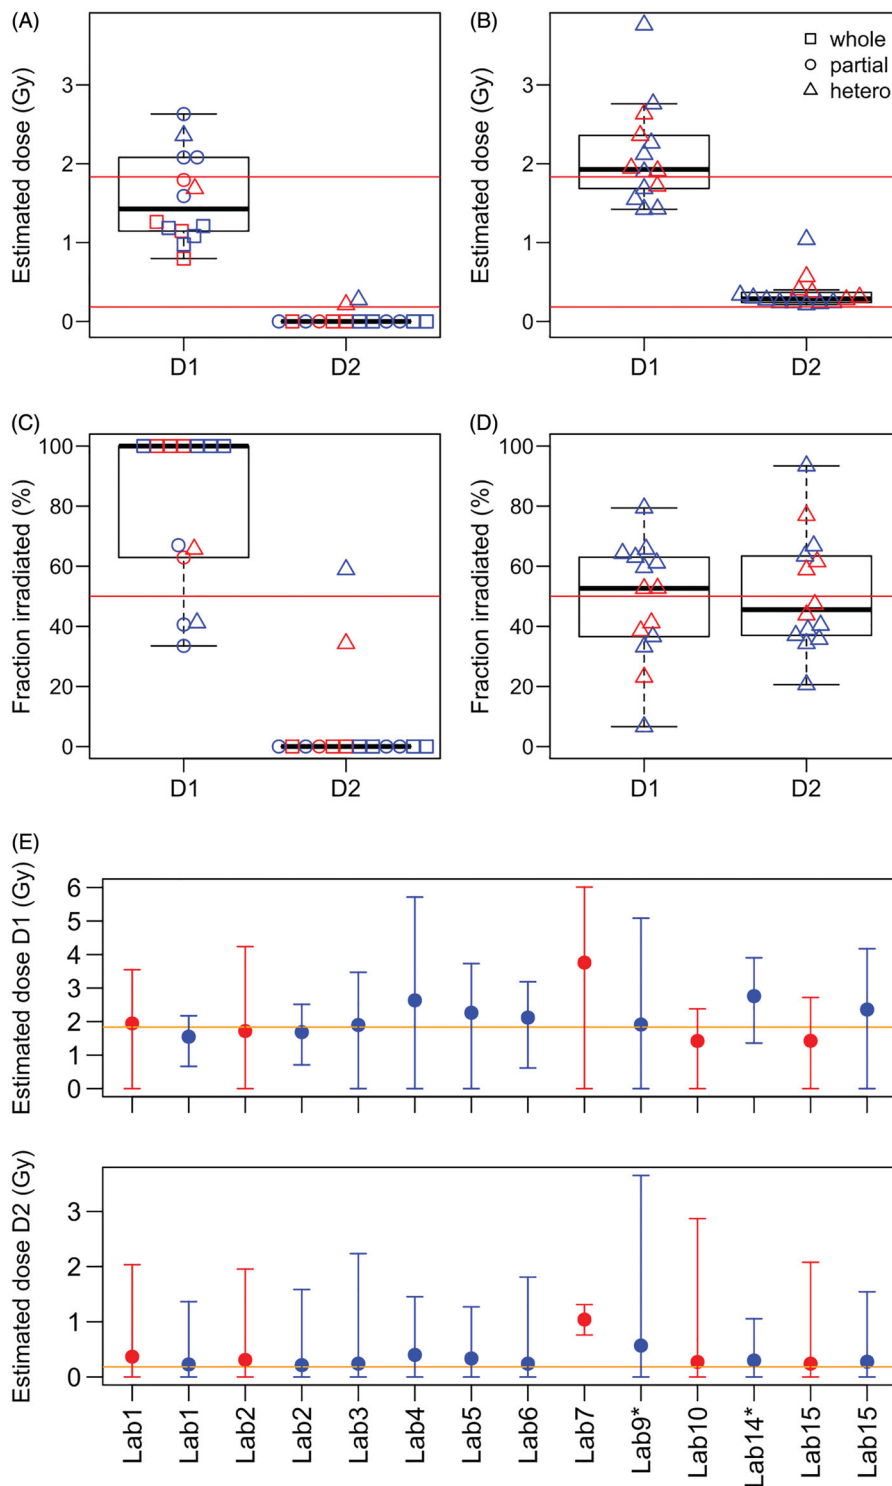 (A)
Estimated dose (Gy)
3
2
1
0
D1
D2
(B)
Estimated dose (Gy)
3
2
1
0
D1
D2
whole
partial
hetero
(C)
Fraction irradiated (%)
100
80
60
40
20
0
D1
D2
(D)
Fraction irradiated (%)
100
80
60
40
20
0
D1
D2
(E)
Estimated dose D1 (Gy)
6
5
4
3
2
1
0
Estimated dose D2 (Gy)
3
2
1
0
Lab1
Lab1
Lab2
Lab2
Lab3
Lab4
Lab5
Lab6
Lab7
Lab9*
Lab10
Lab14*
Lab15
Lab15